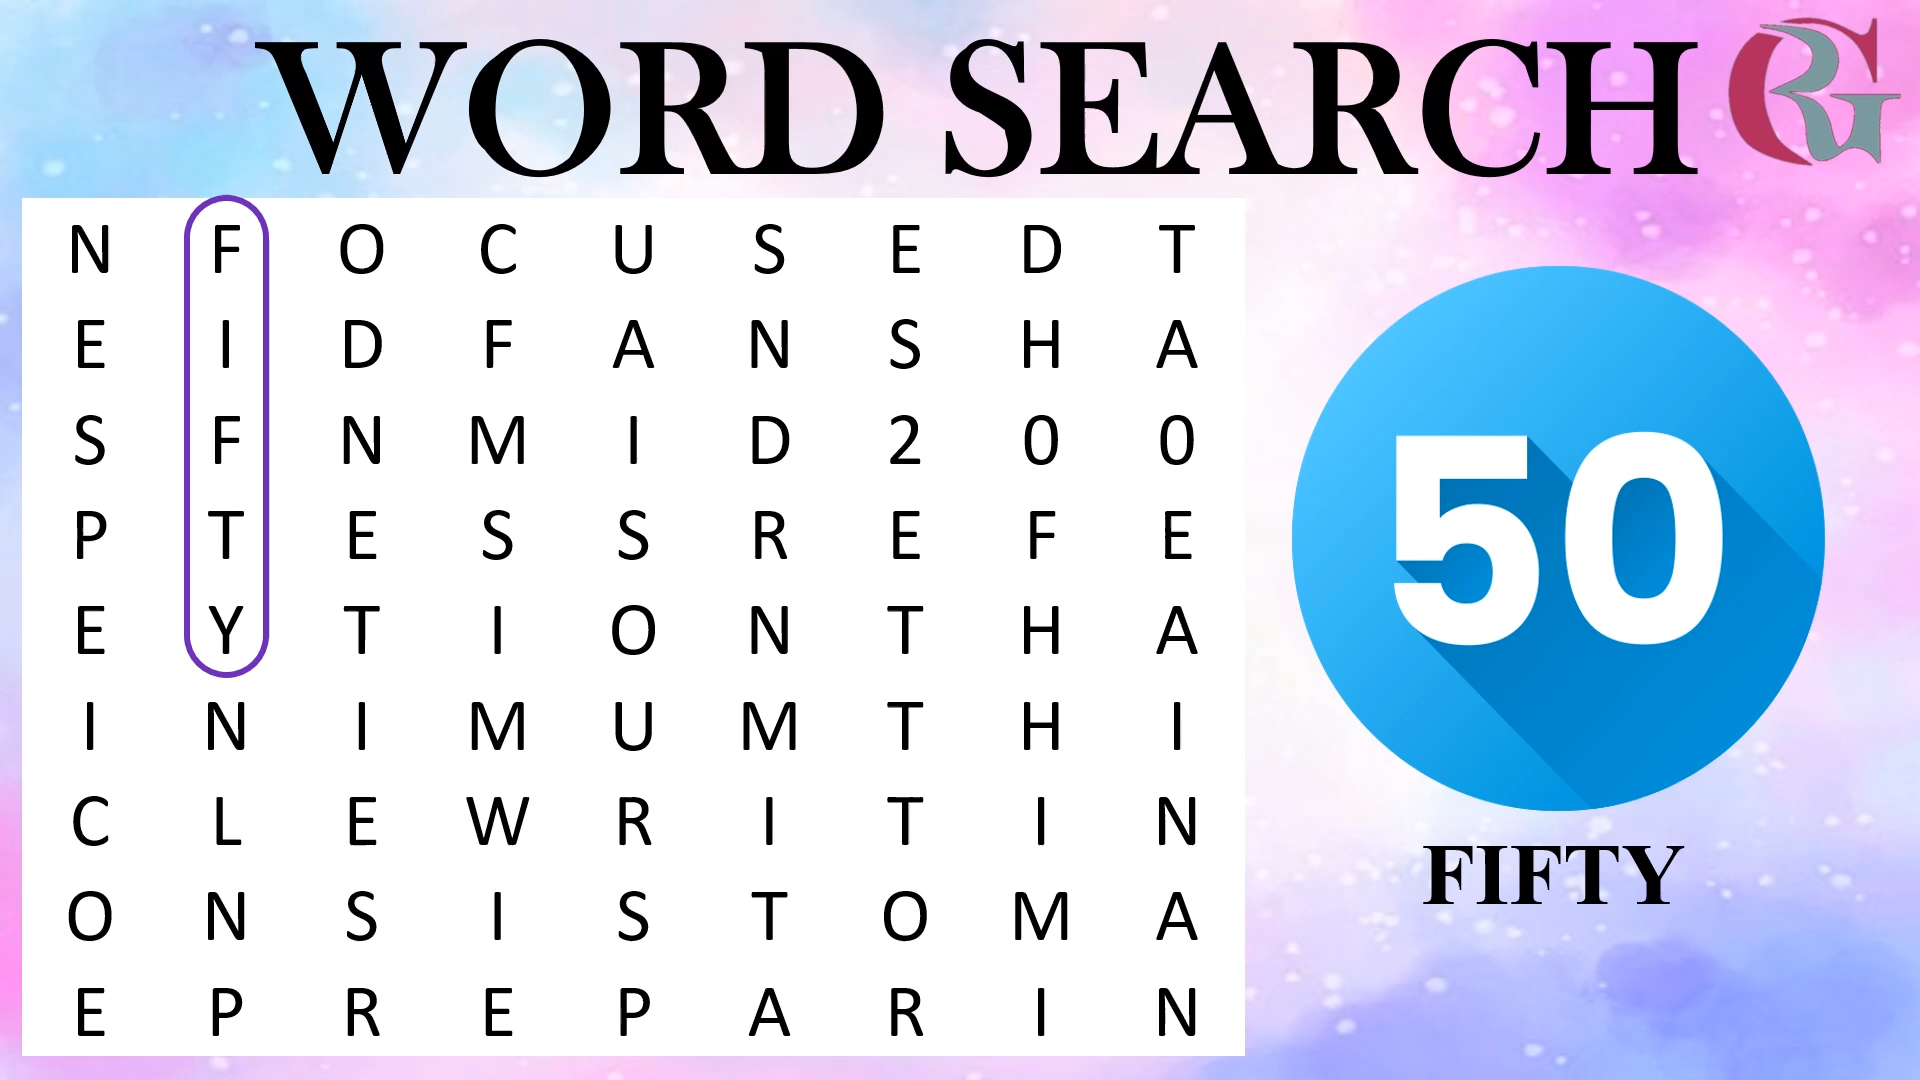 WORD SEARCH
N F O C U S E D T
E I D F A N S H A
S F N M I D 2 0 0
P T E S S R E F E
E Y T I O N T H A
I N I M U M T H I
C L E W R I T I N
O N S I S T O M A
E P R E P A R I N
50
FIFTY